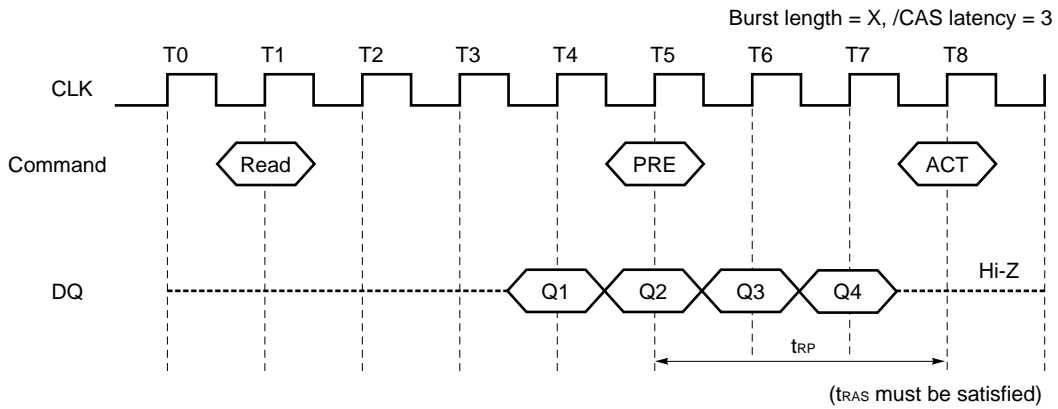 Burst length = X, /CAS latency = 3
T0 T1 T2 T3 T4 T5 T6 T7 T8
CLK
Command Read PRE ACT
Hi-Z
DQ Q1 Q2 Q3 Q4
tRP
(tRAS must be satisfied)